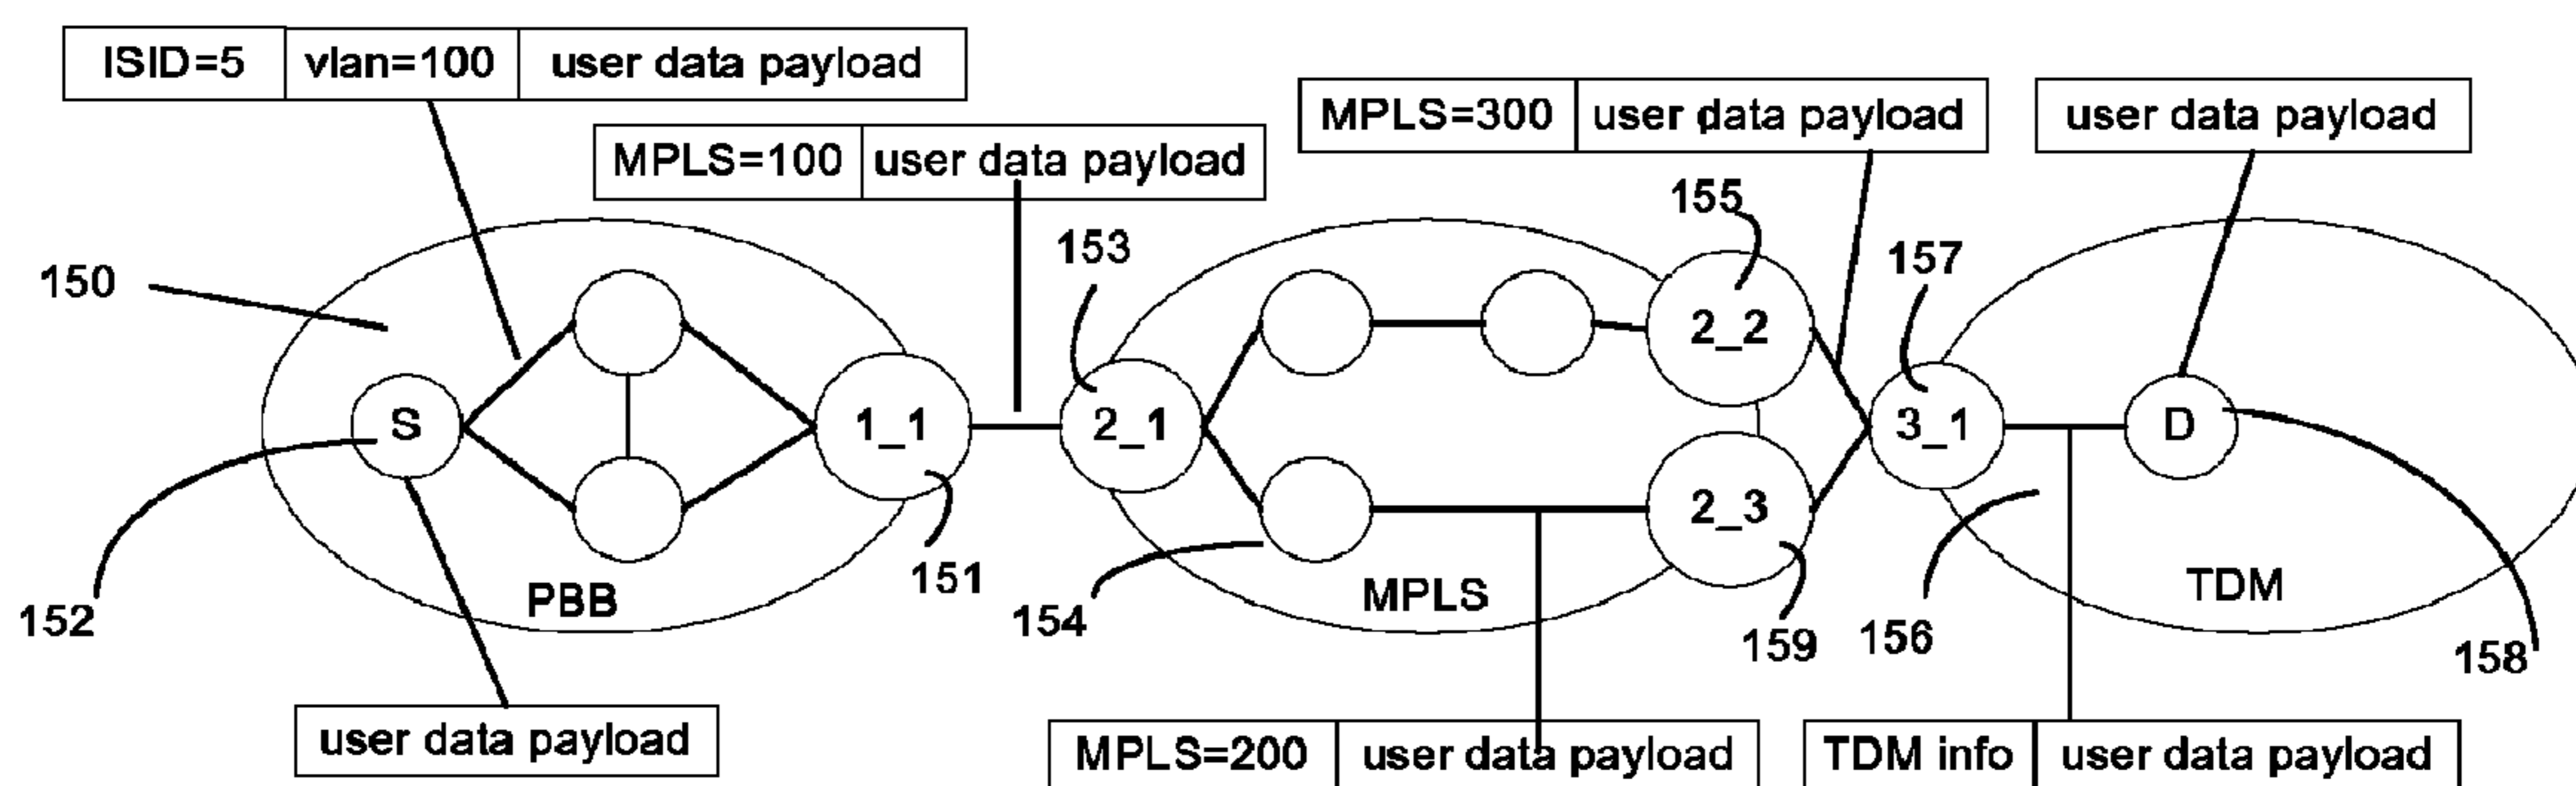 ISID=5 vlan=100 user data payload
MPLS=100 user data payload
MPLS=300 user data payload
user data payload
150
153
155
157
S
1_1
2_1
2_2
2_3
3_1
D
152
151
154
159
156
158
PBB
MPLS
TDM
user data payload
MPLS=200 user data payload
TDM info user data payload